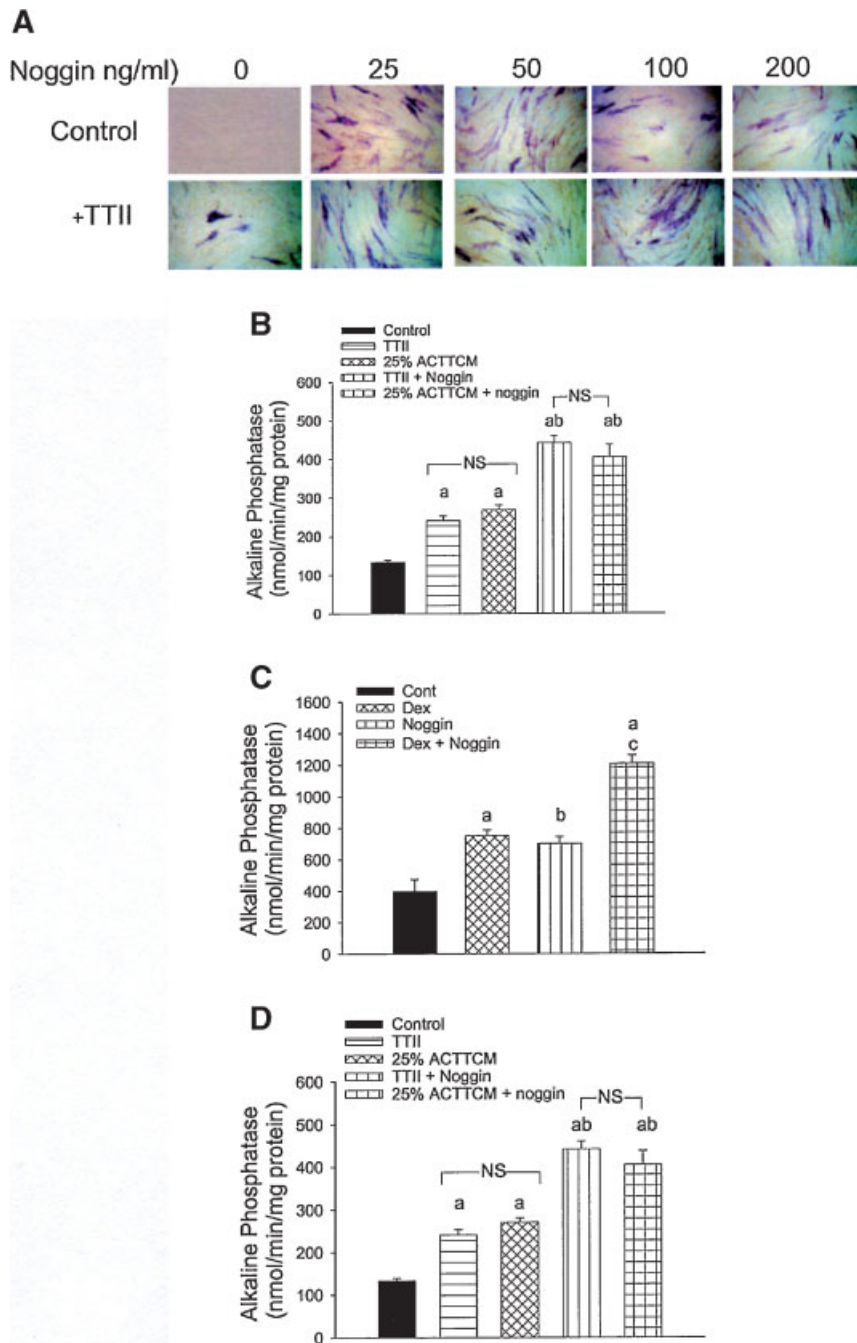 A
Noggin ng/ml) 0 25 50 100 200
Control
+TTII
B
Control
TTII
25% ACTTCM
TTII + Noggin
25% ACTTCM + noggin
Alkaline Phosphatase
(nmol/min/mg protein)
600
500
400
300
200
100
0
NS
a
a
NS
ab
ab
C
Cont
Dex
Noggin
Dex + Noggin
Alkaline Phosphatase
(nmol/min/mg protein)
1600
1400
1200
1000
800
600
400
200
0
a
b
a
c
D
Control
TTII
25% ACTTCM
TTII + Noggin
25% ACTTCM + noggin
Alkaline Phosphatase
(nmol/min/mg protein)
600
500
400
300
200
100
0
NS
a
a
NS
ab
ab